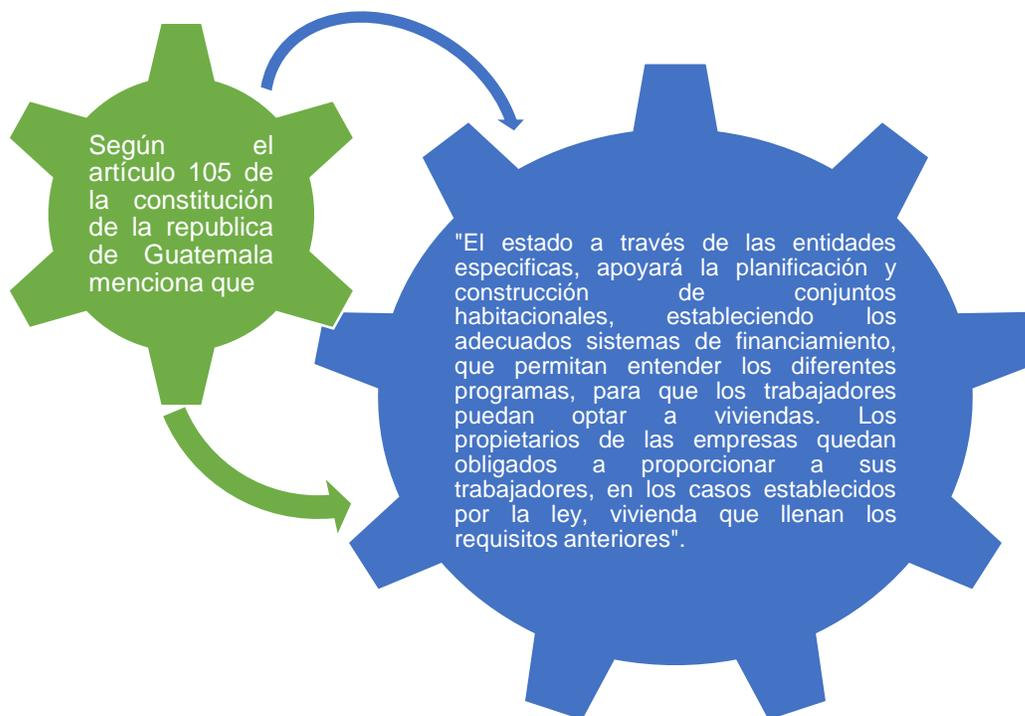 Según el
artículo 105 de
la constitución
de la republica
de Guatemala
menciona que
"El estado a través de las entidades
especificas, apoyará la planificación y
construcción de conjuntos
habitacionales, estableciendo los
adecuados sistemas de financiamiento,
que permitan entender los diferentes
programas, para que los trabajadores
puedan optar a viviendas. Los
propietarios de las empresas quedan
obligados a proporcionar a sus
trabajadores, en los casos establecidos
por la ley, vivienda que llenan los
requisitos anteriores".